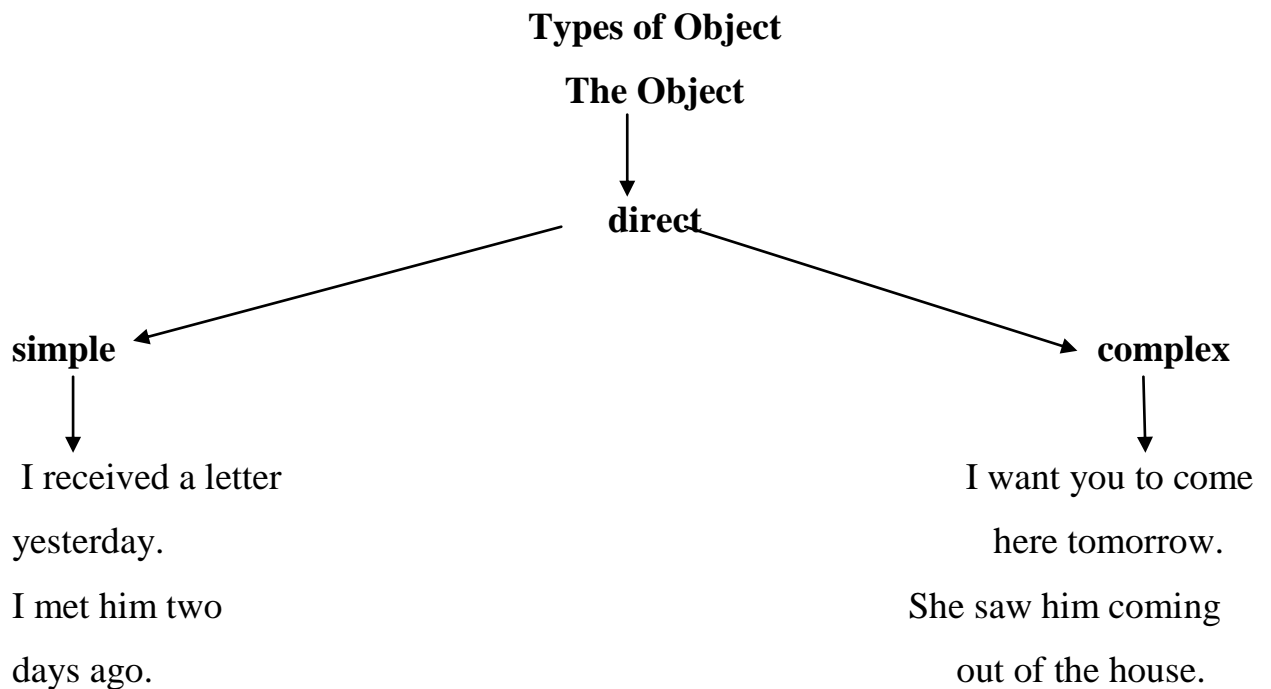 Types of Object
The Object
direct
simple
complex
I received a letter
yesterday.
I met him two
days ago.
I want you to come
here tomorrow.
She saw him coming
out of the house.